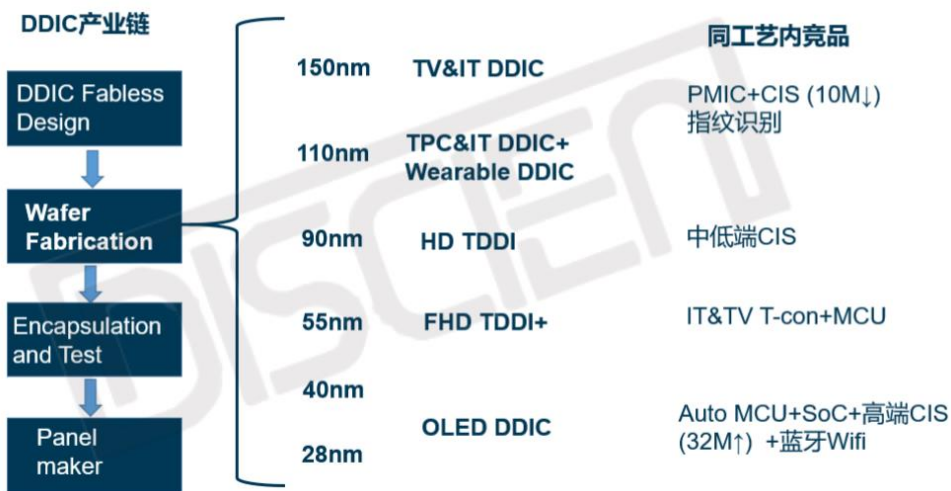 DDIC产业链
DDIC Fabless
Design
Wafer
Fabrication
Encapsulation
and Test
Panel
maker
150nm
TV&IT DDIC
110nm
TPC&IT DDIC+
Wearable DDIC
90nm
HD TDDI
55nm
FHD TDDI+
40nm
28nm
OLED DDIC
同工艺内竞品
PMIC+CIS (10M↓)
指纹识别
中低端CIS
IT&TV T-con+MCU
Auto MCU+SoC+高端CIS
(32M↑) +蓝牙Wifi
DISCIEN